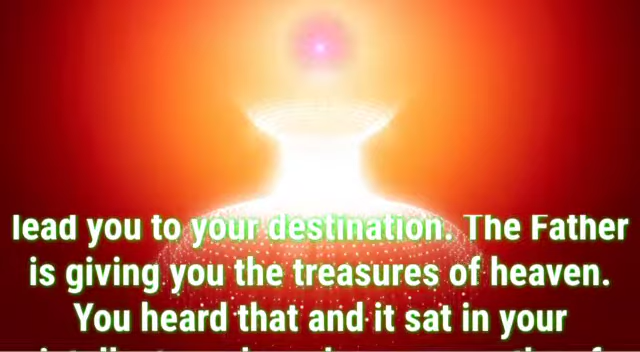 lead you to your destination. The Father
is giving you the treasures of heaven.
You heard that and it sat in your